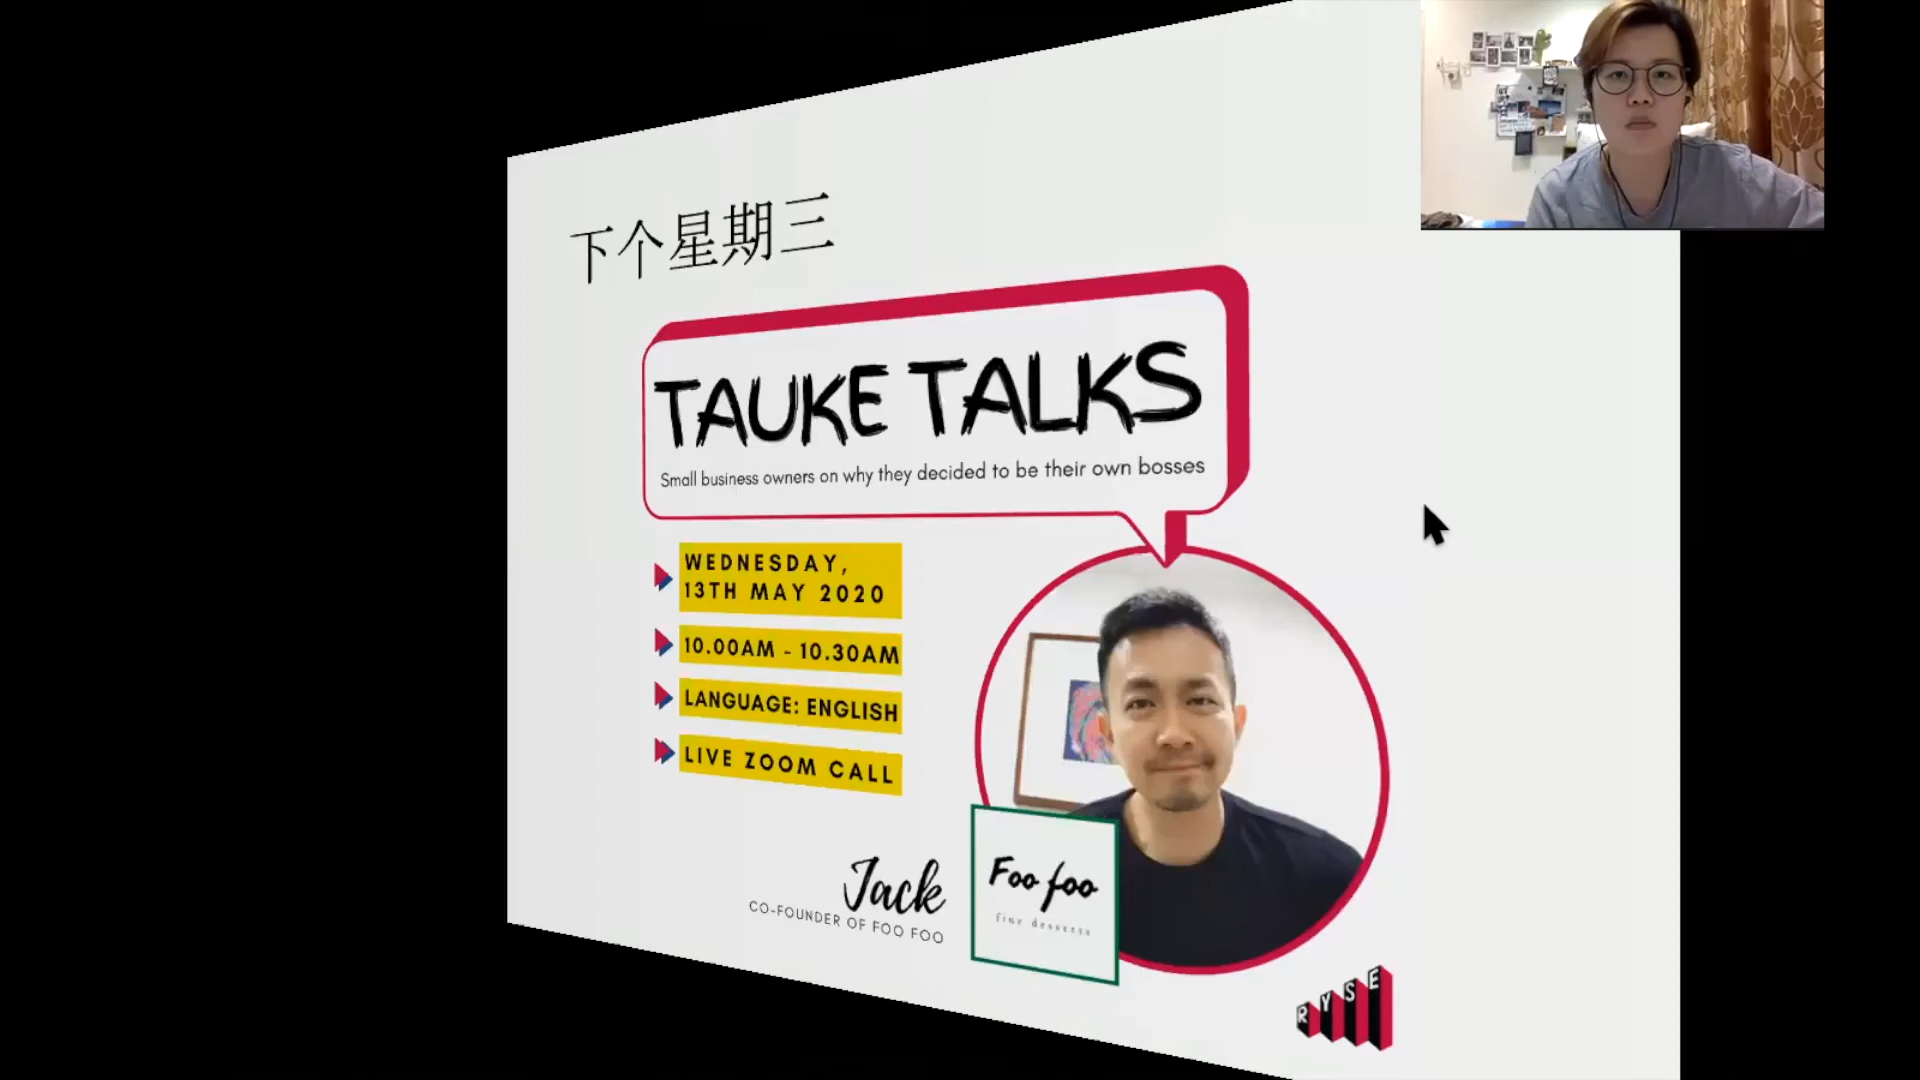 下个星期三
TAUKE TALKS
Small business owners on why they decided to be their own bosses
WEDNESDAY,
13TH MAY 2020
10.00AM - 10.30AM
LANGUAGE: ENGLISH
LIVE ZOOM CALL
Jack
CO-FOUNDER OF FOO FOO
Foo foo
fine desserts
RYSE